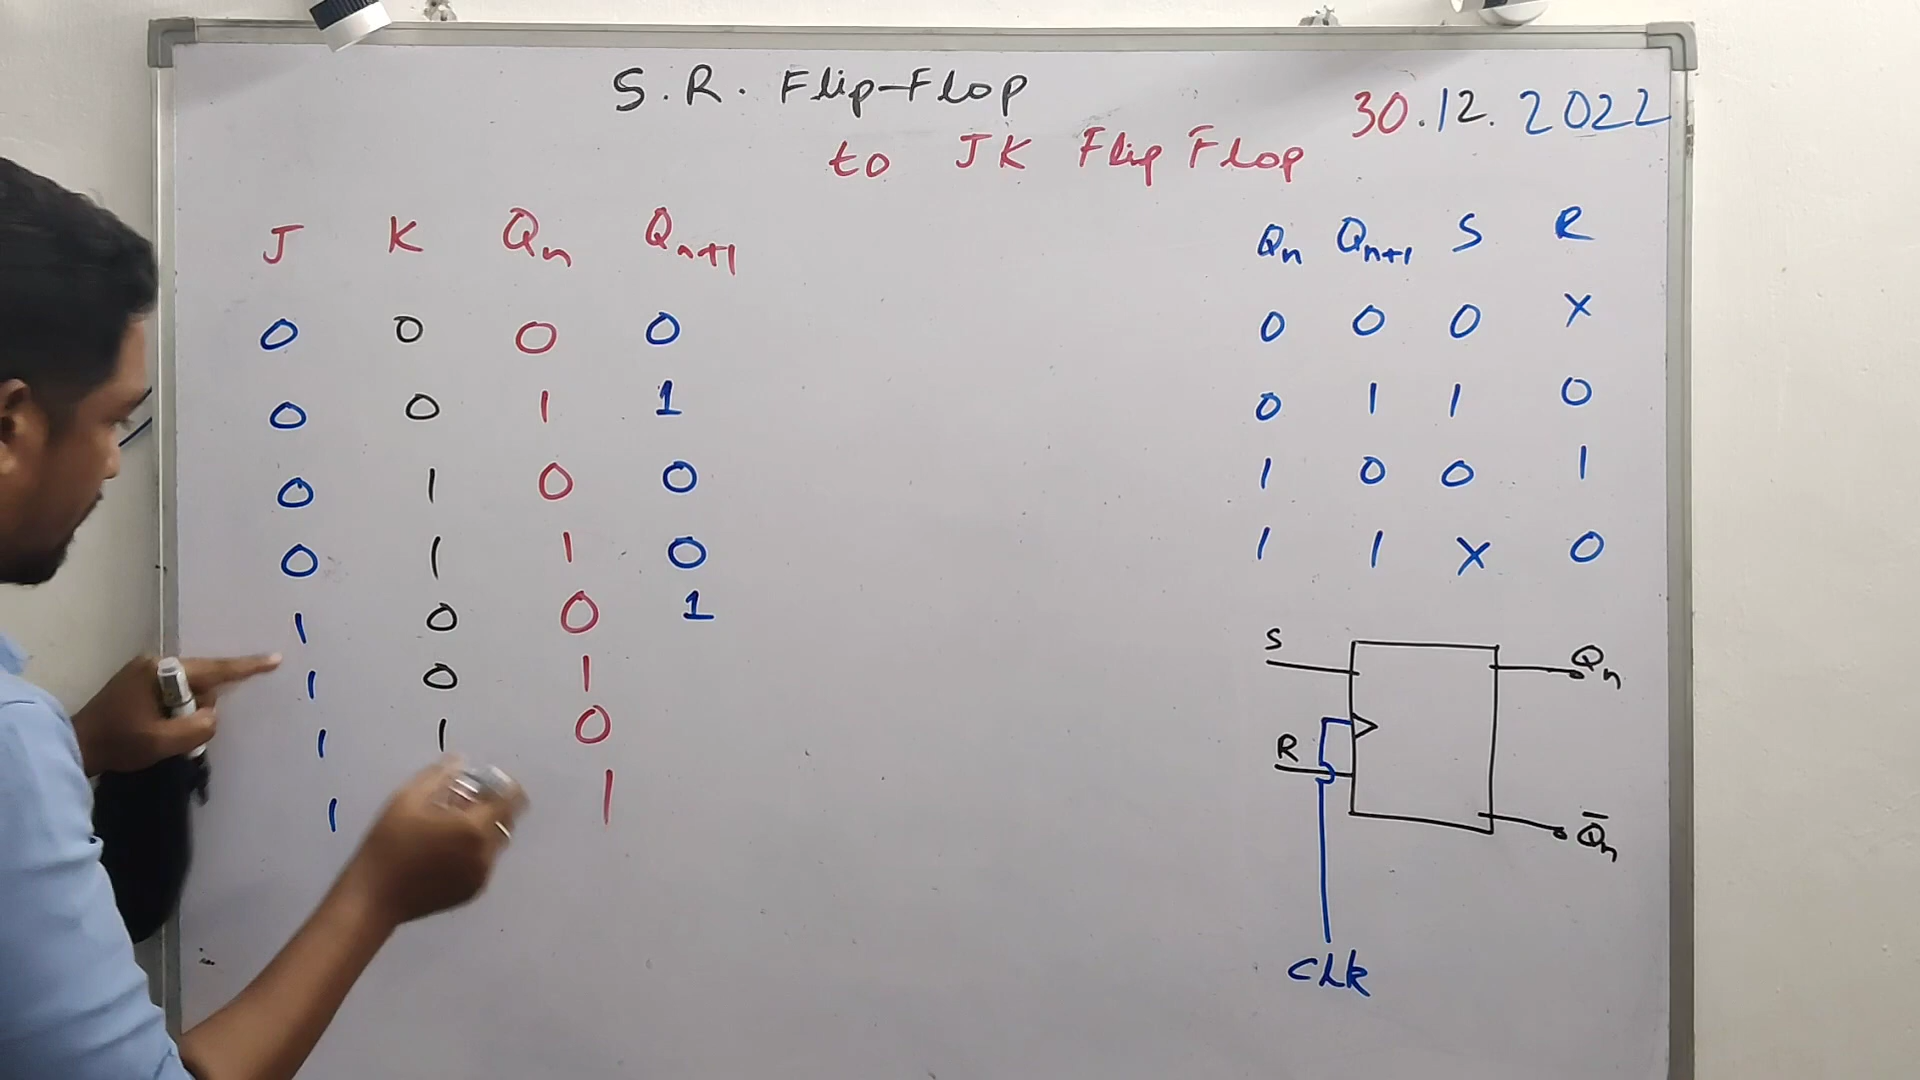 S.R. Flip-Flop
to JK Flip Flop
30.12.2022
J K Qn Qn+1
0 0 0 0
0 0 1 1
0 1 0 0
0 1 1 0
1 0 0 1
1 0 1
1 1 0
1 1
Qn Qn+1 S R
0 0 0 X
0 1 1 0
1 0 0 1
1 1 X 0
S
Qn
R
Q̅n
Clk